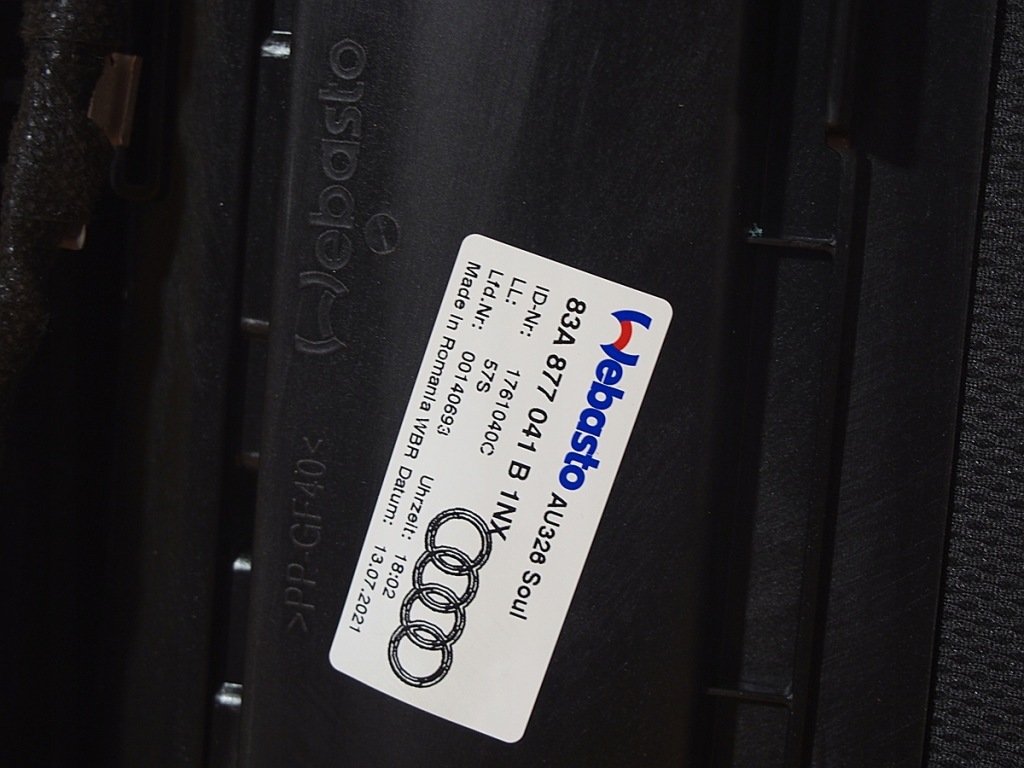 Webasto
>PP-GF40<
Webasto AU326 Soul
83A 877 041 B 1NX
ID-Nr: 1761040C
LL: 57S
Lfd.Nr: 00140693 Uhrzeit: 18:02
Made In Romania WBR Datum: 13.07.2021